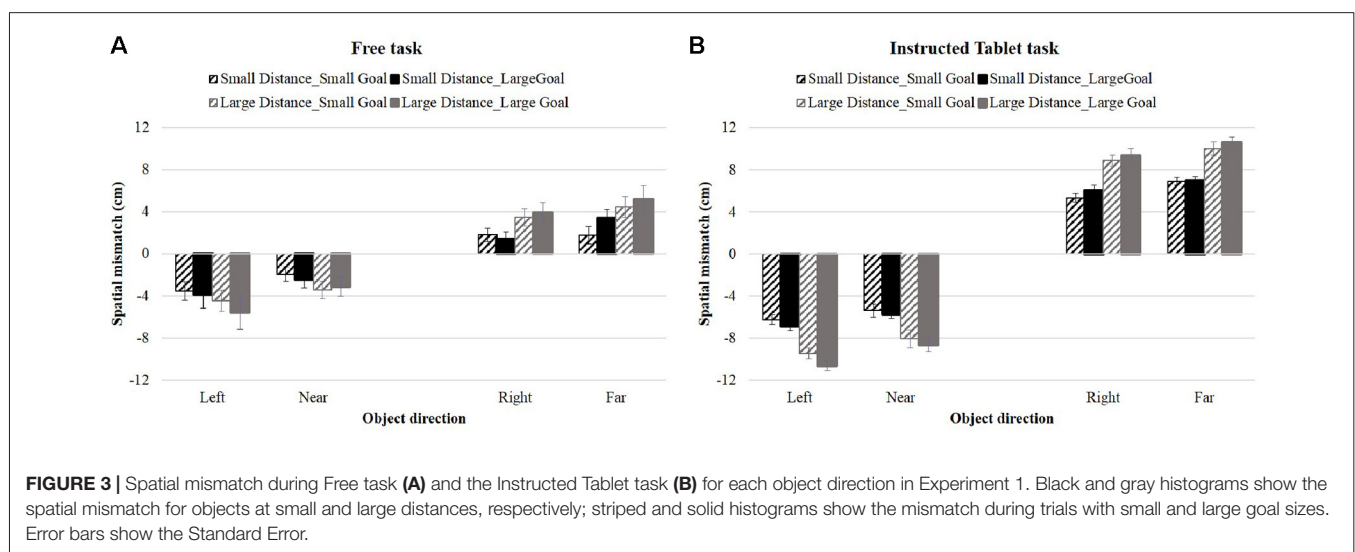 A
Free task
Small Distance_Small Goal Small Distance_LargeGoal
Large Distance_Small Goal Large Distance_Large Goal
Spatial mismatch (cm)
12
8
4
0
-4
-8
-12
Left Near Right Far
Object direction
B
Instructed Tablet task
Small Distance_Small Goal Small Distance_LargeGoal
Large Distance_Small Goal Large Distance_Large Goal
Spatial mismatch (cm)
12
8
4
0
-4
-8
-12
Left Near Right Far
Object direction
FIGURE 3 | Spatial mismatch during Free task (A) and the Instructed Tablet task (B) for each object direction in Experiment 1. Black and gray histograms show the
spatial mismatch for objects at small and large distances, respectively; striped and solid histograms show the mismatch during trials with small and large goal sizes.
Error bars show the Standard Error.